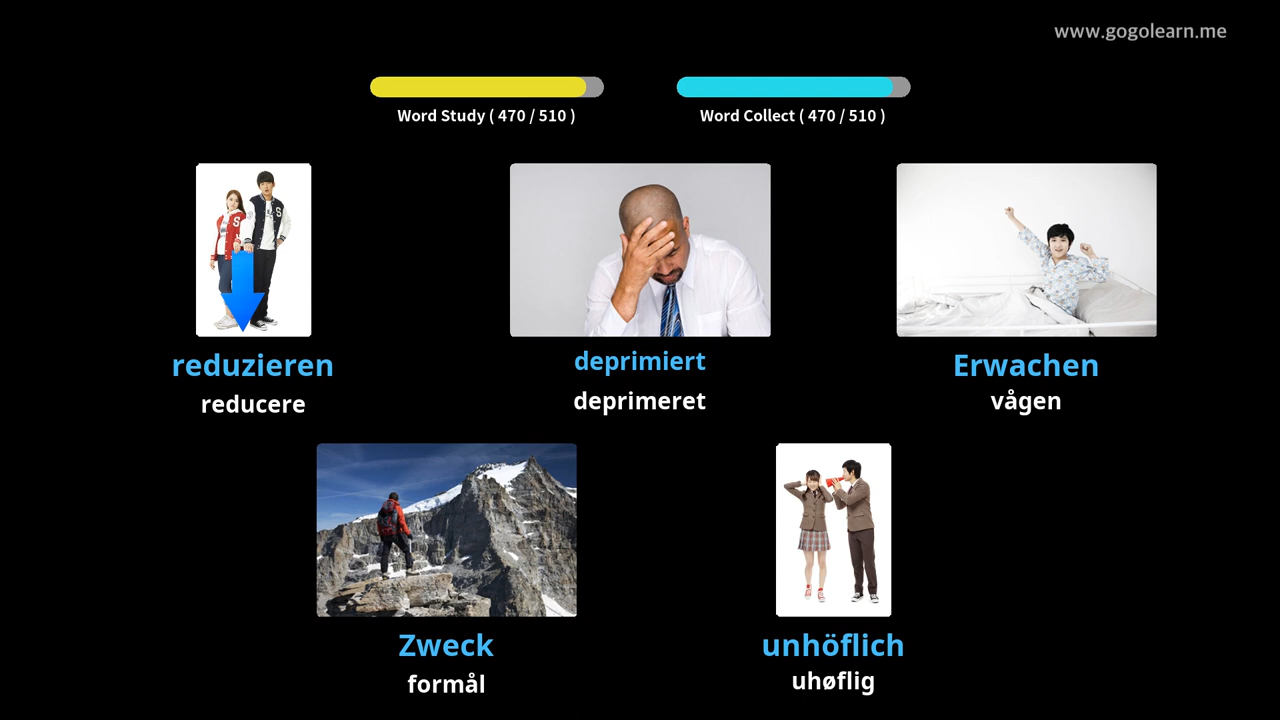 www.gogolearn.me
Word Study ( 470 / 510 )
Word Collect ( 470 / 510 )
S
S
reduzieren
reducere
deprimiert
deprimeret
Erwachen
vågen
Zweck
formål
unhöflich
uhøflig